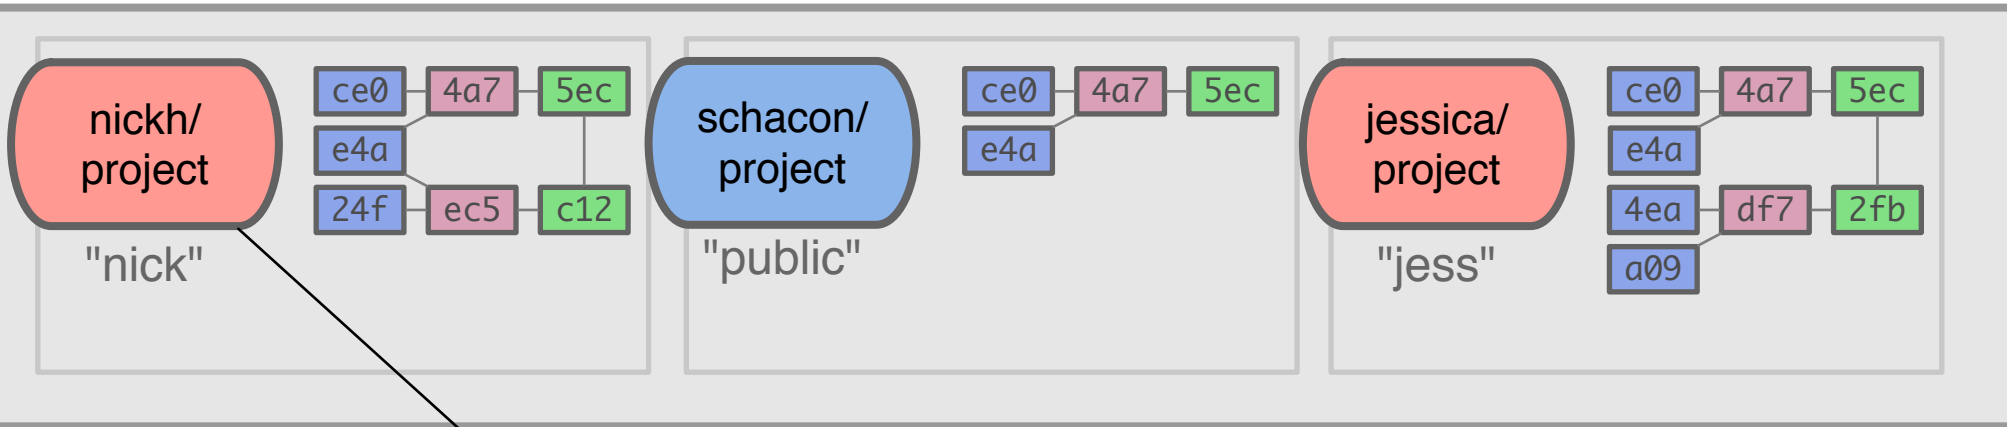 nickh/
project
"nick"
ce0 4a7 5ec
e4a
24f ec5 c12
schacon/
project
"public"
ce0 4a7 5ec
e4a
jessica/
project
"jess"
ce0 4a7 5ec
e4a
4ea df7 2fb
a09